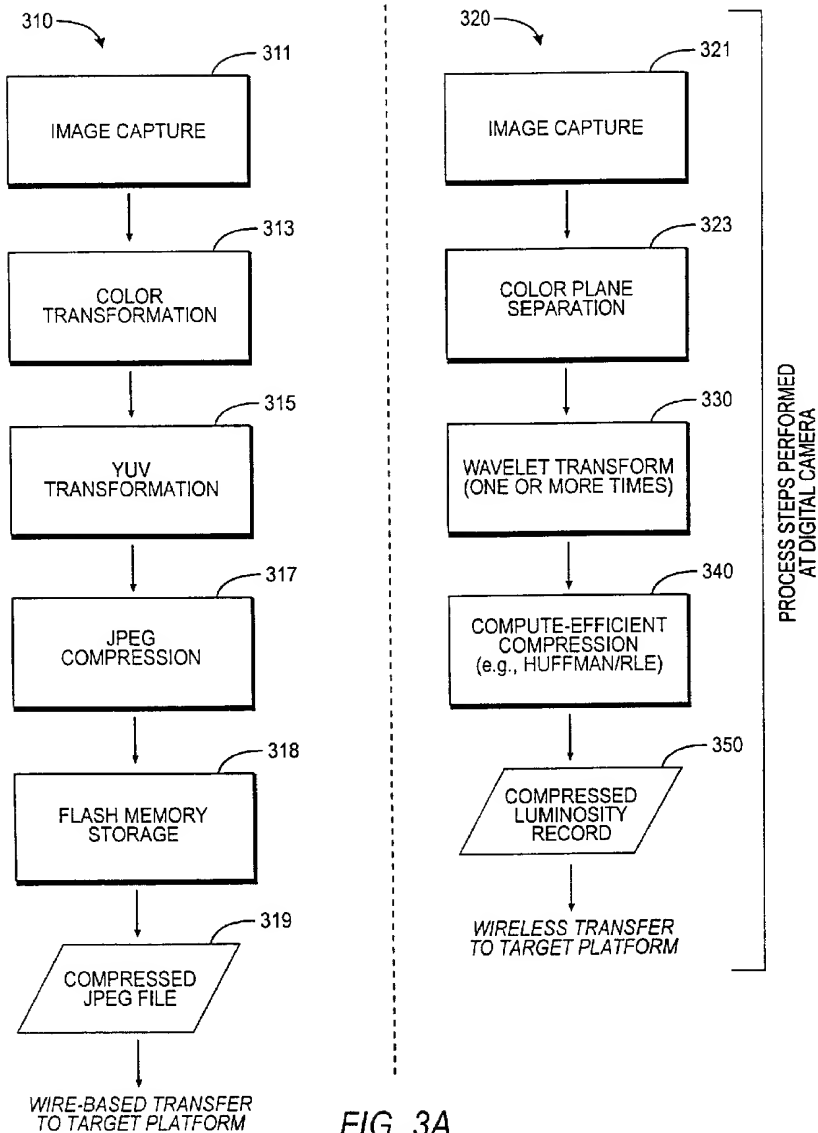 310
311
IMAGE CAPTURE
313
COLOR
TRANSFORMATION
315
YUV
TRANSFORMATION
317
JPEG
COMPRESSION
318
FLASH MEMORY
STORAGE
319
COMPRESSED
JPEG FILE
WIRE-BASED TRANSFER
TO TARGET PLATFORM
320
321
IMAGE CAPTURE
323
COLOR PLANE
SEPARATION
330
WAVELET TRANSFORM
(ONE OR MORE TIMES)
340
COMPUTE-EFFICIENT
COMPRESSION
(e.g., HUFFMAN/RLE)
350
COMPRESSED
LUMINOSITY
RECORD
WIRELESS TRANSFER
TO TARGET PLATFORM
PROCESS STEPS PERFORMED
AT DIGITAL CAMERA
FIG. 3A